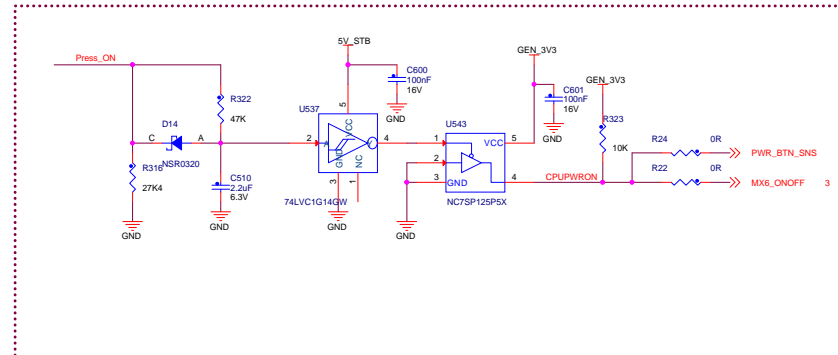 5V_STB
GEN_3V3
Press_ON
C600
100nF
16V
C601
100nF
16V
GEN_3V3
R322
47K
U537
GND
5
VCC
U543
GND
R323
10K
D14
C
A
NSR0320
2
A
Y
4
1
2
3
GND
VCC
5
4
R24
0R
PWR_BTN_SNS
CPUPWRON
R22
0R
MX6_ONOFF
3
R316
27K4
C510
2.2uF
6.3V
GND
NC
3
1
74LVC1G14GW
NC7SP125P5X
GND
GND
GND
GND